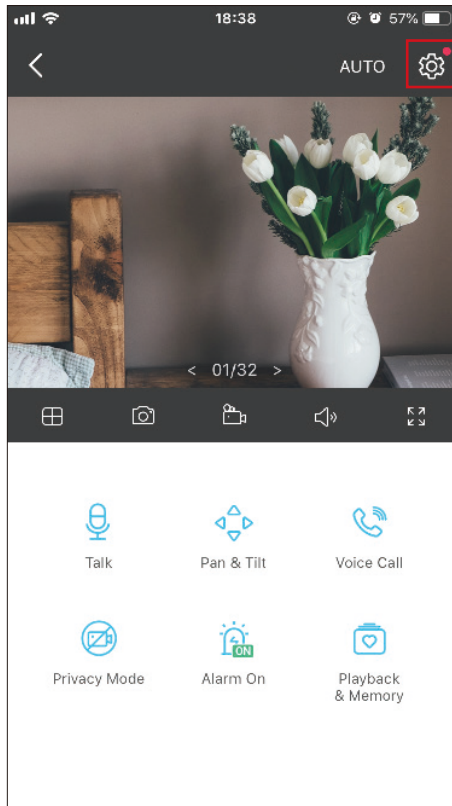 18:38
57%
AUTO
< 01/32 >
Talk
Pan & Tilt
Voice Call
ON
Privacy Mode
Alarm On
Playback
& Memory